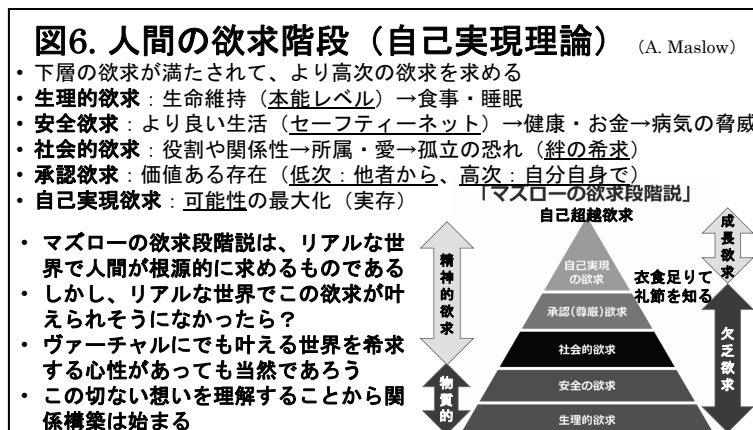 図6. 人間の欲求階段（自己実現理論） (A. Maslow)
• 下層の欲求が満たされて、より高次の欲求を求める
• 生理的欲求：生命維持（本能レベル）→食事・睡眠
• 安全欲求：より良い生活（セーフティーネット）→健康・お金→病気の脅威
• 社会的欲求：役割や関係性→所属・愛→孤立の恐れ（絆の希求）
• 承認欲求：価値ある存在（低次：他者から、高次：自分自身で）
• 自己実現欲求：可能性の最大化（実存）
• マズローの欲求段階説は、リアルな世
界で人間が根源的に求めるものである
• しかし、リアルな世界でこの欲求が叶
えられそうになかったら？
• ヴァーチャルにでも叶える世界を希求
する心性があっても当然であろう
• この切ない想いを理解することから関
係構築は始まる
「マズローの欲求段階説」
自己超越欲求
自己実現
の欲求
承認(尊厳)欲求
社会的欲求
安全の欲求
生理的欲求
精神的欲求
物質的
衣食足りて
礼節を知る
成長欲求
欠乏欲求